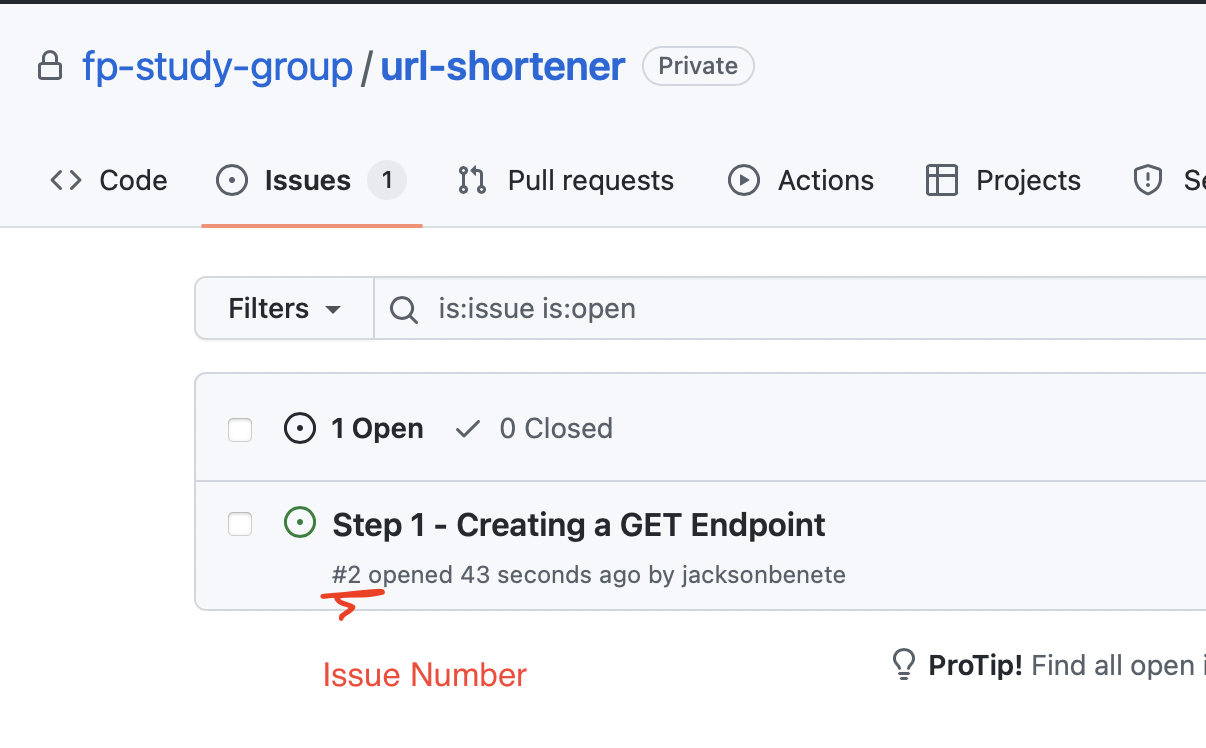 fp-study-group / url-shortener Private
Code Issues 1 Pull requests Actions Projects Se
Filters is:issue is:open
1 Open 0 Closed
Step 1 - Creating a GET Endpoint
#2 opened 43 seconds ago by jacksonbenete
Issue Number
ProTip! Find all open i